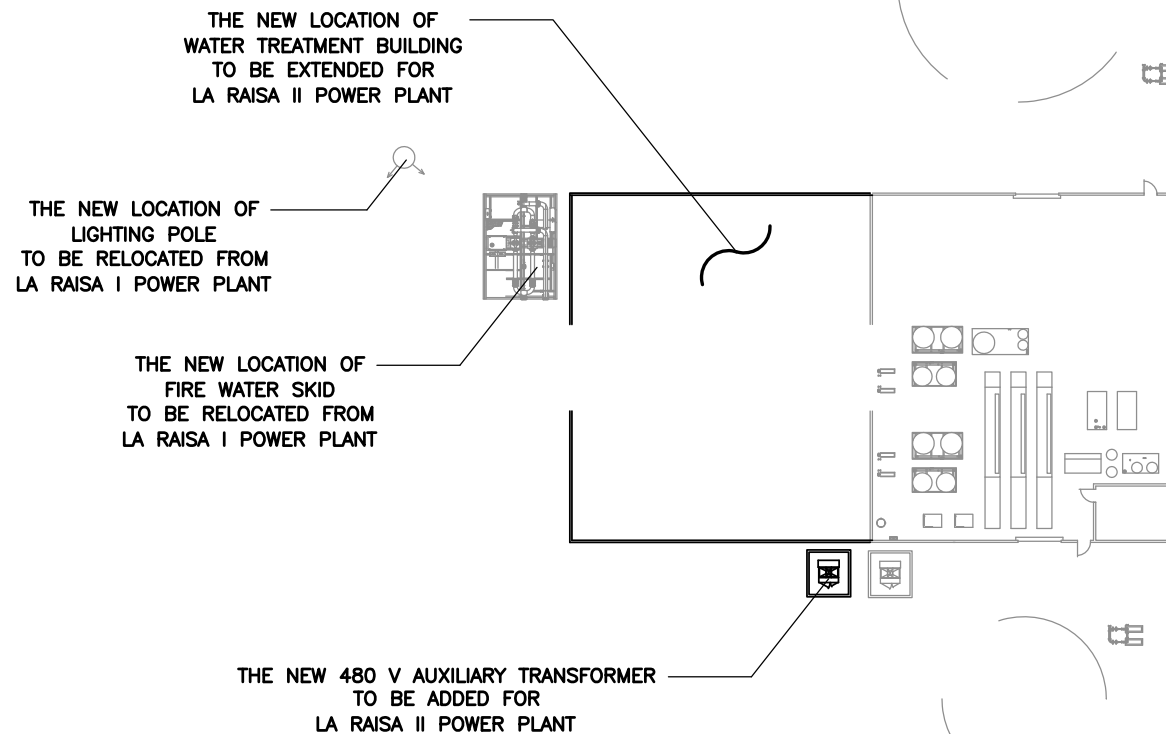 THE NEW LOCATION OF
WATER TREATMENT BUILDING
TO BE EXTENDED FOR
LA RAISA II POWER PLANT
THE NEW LOCATION OF
LIGHTING POLE
TO BE RELOCATED FROM
LA RAISA I POWER PLANT
THE NEW LOCATION OF
FIRE WATER SKID
TO BE RELOCATED FROM
LA RAISA I POWER PLANT
THE NEW 480 V AUXILIARY TRANSFORMER
TO BE ADDED FOR
LA RAISA II POWER PLANT